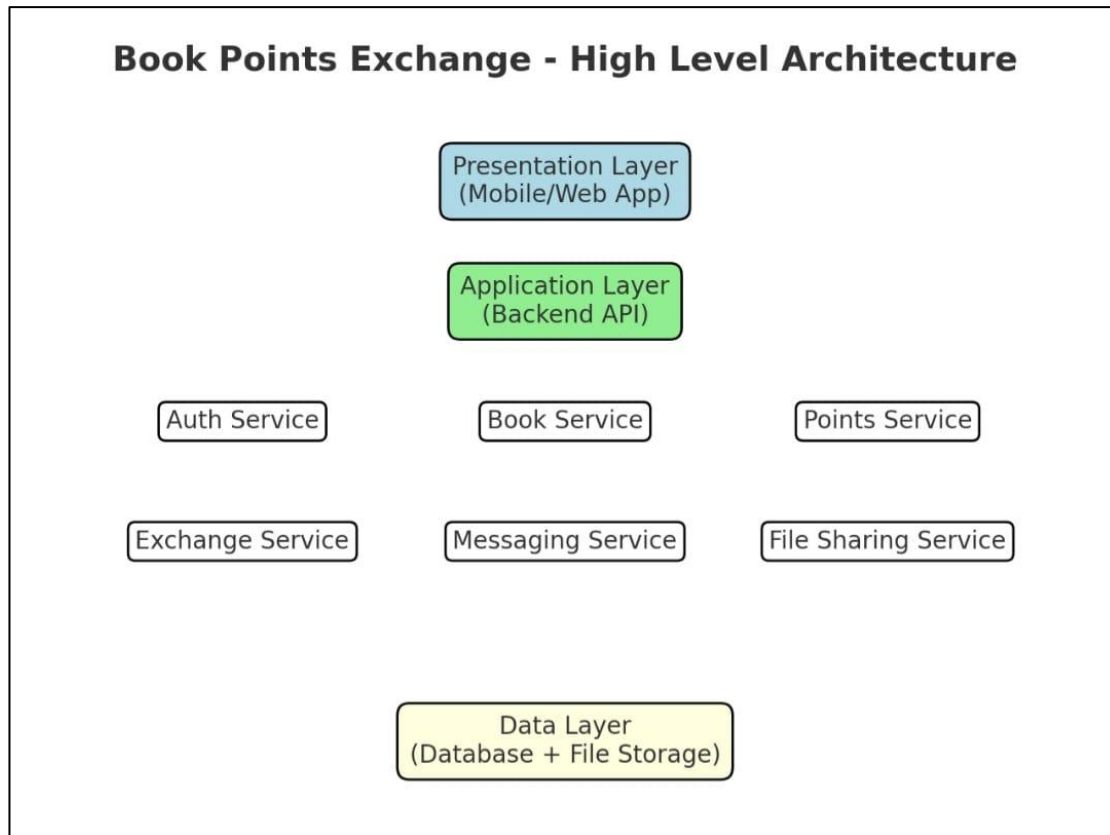 Book Points Exchange - High Level Architecture
Presentation Layer
(Mobile/Web App)
Application Layer
(Backend API)
Auth Service
Book Service
Points Service
Exchange Service
Messaging Service
File Sharing Service
Data Layer
(Database + File Storage)